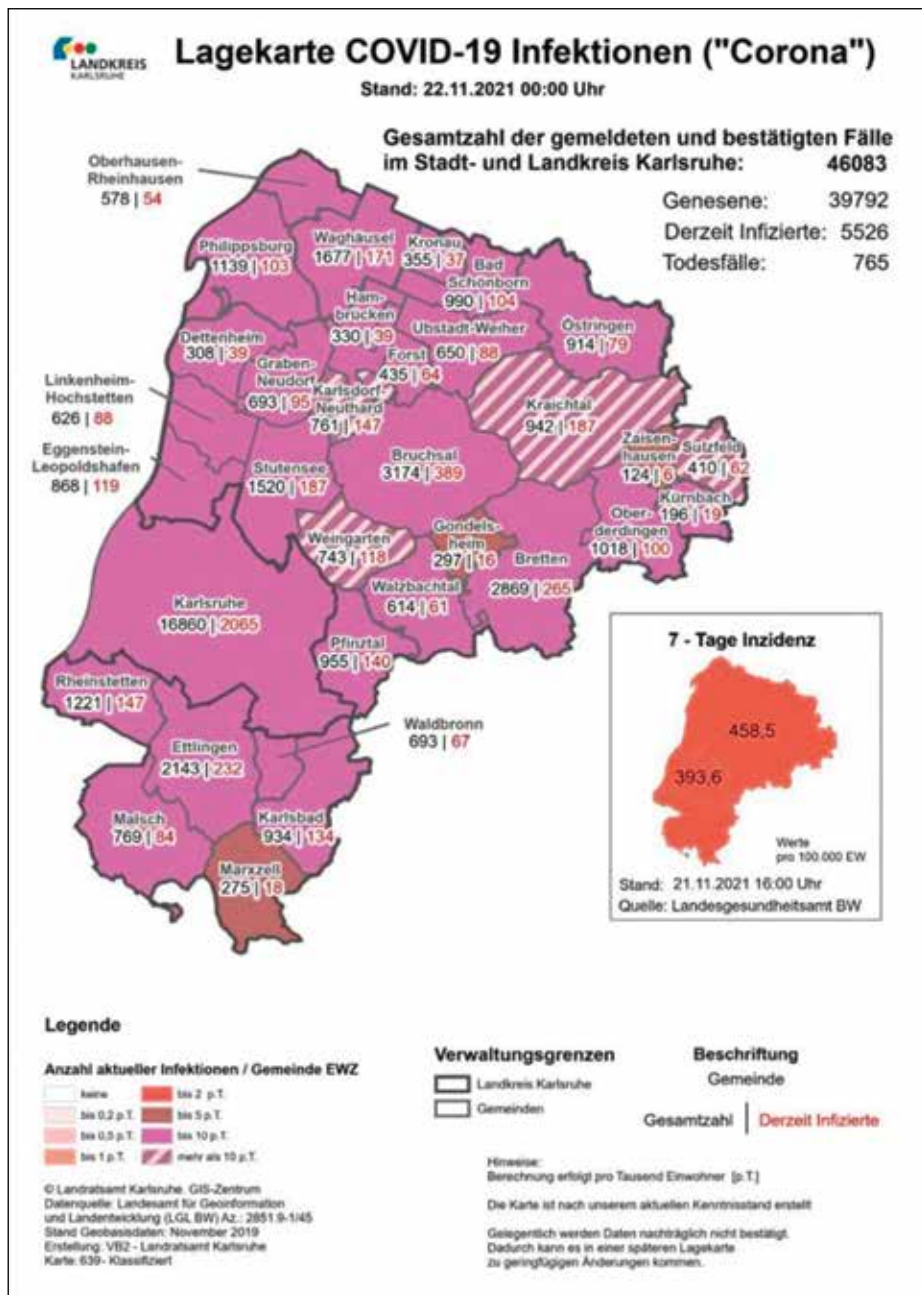 LANDKREIS
KARLSRUHE
Lagekarte COVID-19 Infektionen ("Corona")
Stand: 22.11.2021 00:00 Uhr
Gesamtzahl der gemeldeten und bestätigten Fälle
im Stadt- und Landkreis Karlsruhe: 46083
Genesene: 39792
Derzeit Infizierte: 5526
Todesfälle: 765
Oberhausen-
Rheinhausen
578 | 54
Philippsburg
1139 | 103
Waghäusel
1677 | 171
Kronau
355 | 37
Bad
Schönborn
990 | 104
Ham-
brücken
330 | 39
Ubstadt-Weiher
650 | 88
Östringen
914 | 79
Dettenheim
308 | 39
Graben-
Neudorf
693 | 95
Forst
435 | 64
Karlsdorf-
Neuthard
761 | 147
Kraichtal
942 | 187
Linkenheim-
Hochstetten
626 | 88
Eggenstein-
Leopoldshafen
868 | 119
Stutensee
1520 | 187
Bruchsal
3174 | 389
Zaisen-
hausen
124 | 6
Sulzfeld
410 | 62
Kürnbach
196 | 19
Ober-
derdingen
1018 | 100
Weingarten
743 | 118
Gondels-
heim
297 | 16
Bretten
2869 | 265
Walzbachtal
614 | 61
Karlsruhe
16860 | 2065
Pfinztal
955 | 140
Rheinstetten
1221 | 147
Waldbronn
693 | 67
Ettlingen
2143 | 232
Malsch
769 | 84
Karlsbad
934 | 134
Marxzell
275 | 18
7 - Tage Inzidenz
458,5
393,6
Werte
pro 100.000 EW
Stand: 21.11.2021 16:00 Uhr
Quelle: Landesgesundheitsamt BW
Legende
Anzahl aktueller Infektionen / Gemeinde EWZ
keine
bis 0,2 p.T.
bis 0,5 p.T.
bis 1 p.T.
bis 2 p.T.
bis 5 p.T.
bis 10 p.T.
mehr als 10 p.T.
© Landratsamt Karlsruhe. GIS-Zentrum
Datenquelle: Landesamt für Geoinformation
und Landentwicklung (LGL BW) Az.: 2851.9-1/45
Stand Geobasisdaten: November 2019
Erstellung: VB2 - Landratsamt Karlsruhe
Karte: 639- Klassifiziert
Verwaltungsgrenzen
Landkreis Karlsruhe
Gemeinden
Beschriftung
Gemeinde
Gesamtzahl | Derzeit Infizierte
Hinweise:
Berechnung erfolgt pro Tausend Einwohner [p.T.]
Die Karte ist nach unserem aktuellen Kenntnisstand erstellt
Gelegentlich werden Daten nachträglich nicht bestätigt.
Dadurch kann es in einer späteren Lagekarte
zu geringfügigen Änderungen kommen.